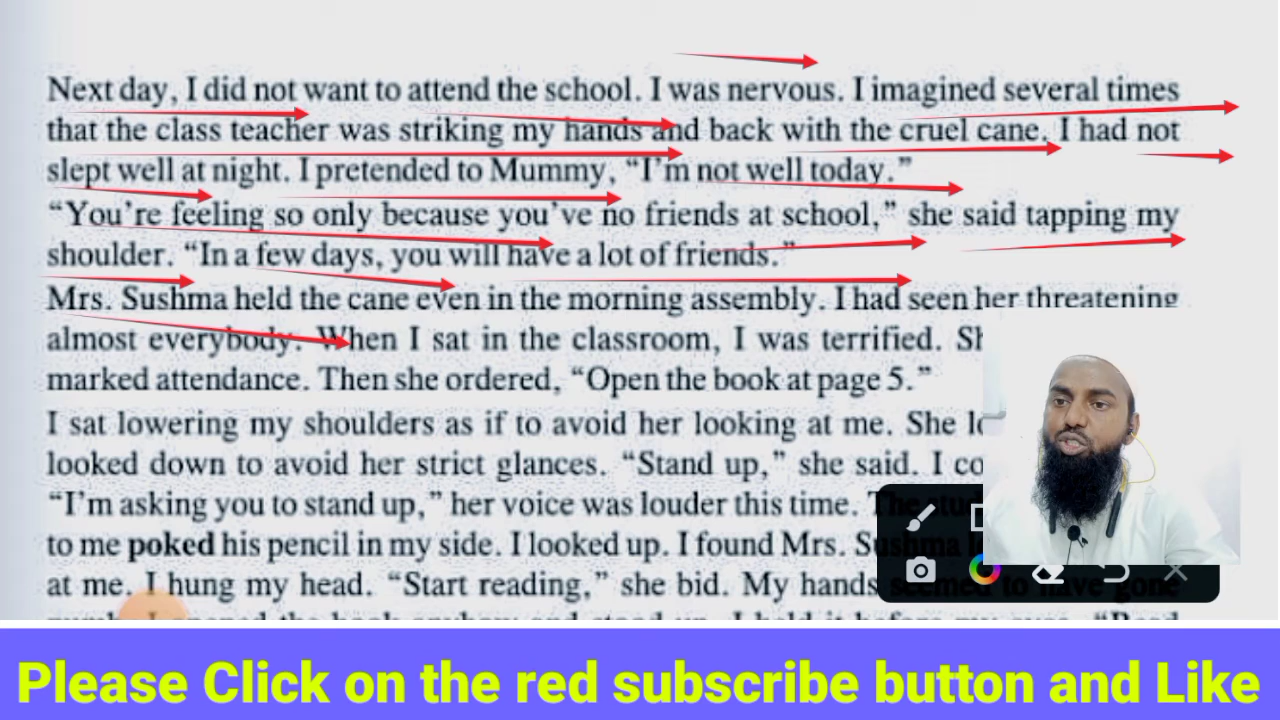 Next day, I did not want to attend the school. I was nervous. I imagined several times
that the class teacher was striking my hands and back with the cruel cane. I had not
slept well at night. I pretended to Mummy, “I’m not well today.”
“You’re feeling so only because you’ve no friends at school,” she said tapping my
shoulder. “In a few days, you will have a lot of friends.”
Mrs. Sushma held the cane even in the morning assembly. I had seen her threatening
almost everybody. When I sat in the classroom, I was terrified.
marked attendance. Then she ordered, “Open the book at page 5.”
I sat lowering my shoulders as if to avoid her looking at me. She
looked down to avoid her strict glances. “Stand up,” she said. I
“I’m asking you to stand up,” her voice was louder this time. The
to me poked his pencil in my side. I looked up. I found Mrs. Sushma
at me. I hung my head. “Start reading,” she bid. My hands seemed to have gone
Please Click on the red subscribe button and Like